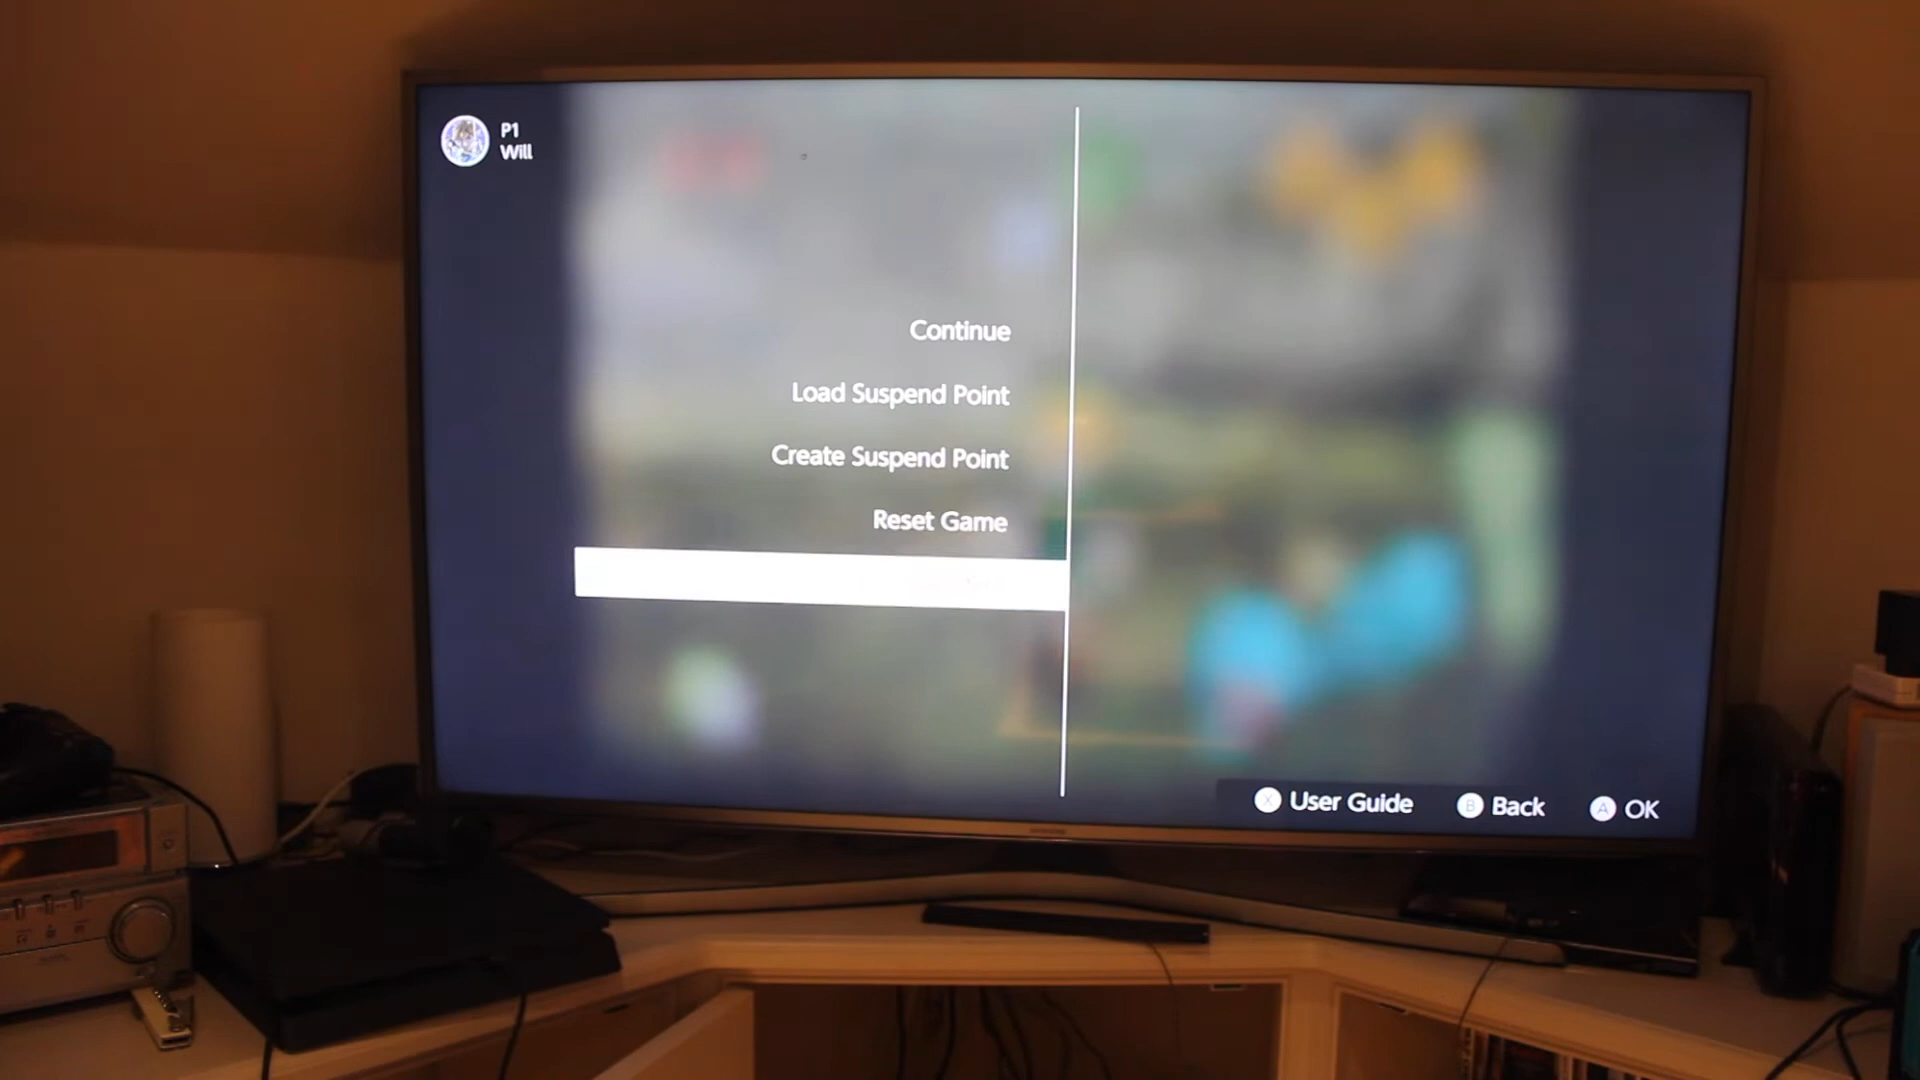 P1
Will
Continue
Load Suspend Point
Create Suspend Point
Reset Game
X User Guide B Back A OK